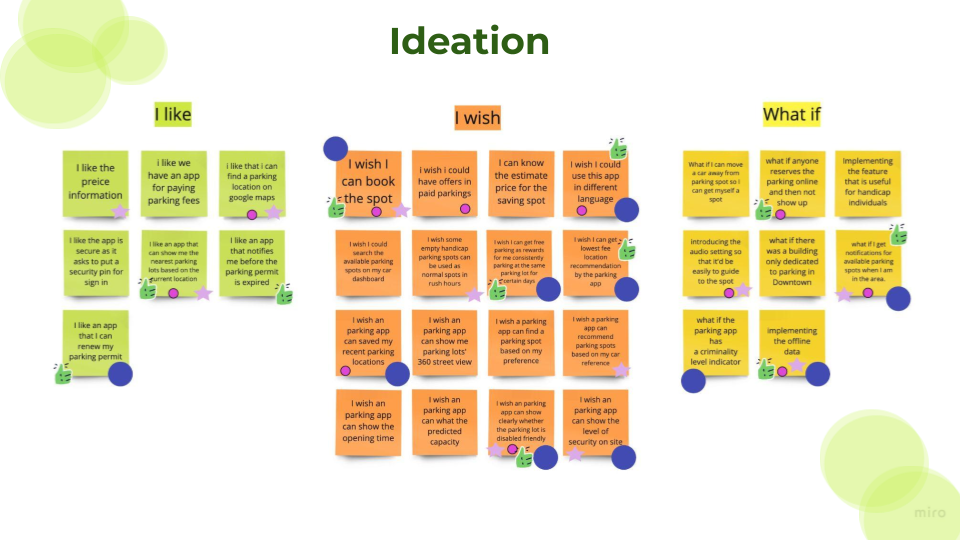 Ideation
I like
I like the
preice
information
i like we
have an app
for paying
parking fees
i like that i can
find a parking
location on
google maps
I like the app is
secure as it
asks to put a
security pin for
sign in
I like an app that
can show me the
nearest parking
lots based on the
current location
I like an app
that notifies
me before the
parking permit
is expired
I like an app
that I can
renew my
parking permit
I wish
I wish I
can book
the spot
i wish i could
have offers in
paid parkings
I can know
the estimate
price for the
saving spot
I wish I could
use this app
in different
language
I wish I could
search the
available parking
spots on my car
dashboard
I wish some
empty handicap
parking spots can
be used as
normal spots in
rush hours
I wish I can get free
parking as rewards
for me consistently
parking at the same
parking lot for
certain days
I wish I can get
lowest fee
location
recommendation
by the parking
app
I wish an
parking app
can saved my
recent parking
locations
I wish an
parking app
can show me
parking lots'
360 street view
I wish a parking
app can find a
parking spot
based on my
preference
I wish a parking
app can
recommend
parking spots
based on my car
reference
I wish an
parking app
can show the
opening time
I wish an
parking app
can what the
predicted
capacity
I wish an parking
app can show
clearly whether
the parking lot is
disabled friendly
I wish an
parking app
can show the
level of
security on site
What if
What if I can move
a car away from
parking spot so I
can get myself a
spot
what if anyone
reserves the
parking online
and then not
show up
Implementing
the feature
that is useful
for handicap
individuals
introducing the
audio setting so
that it'd be
easily to guide
to the spot
what if there
was a building
only dedicated
to parking in
Downtown
what if I get
notifications for
available parking
spots when I am
in the area.
what if the
parking app
has
a criminality
level indicator
implementing
the offline
data
miro